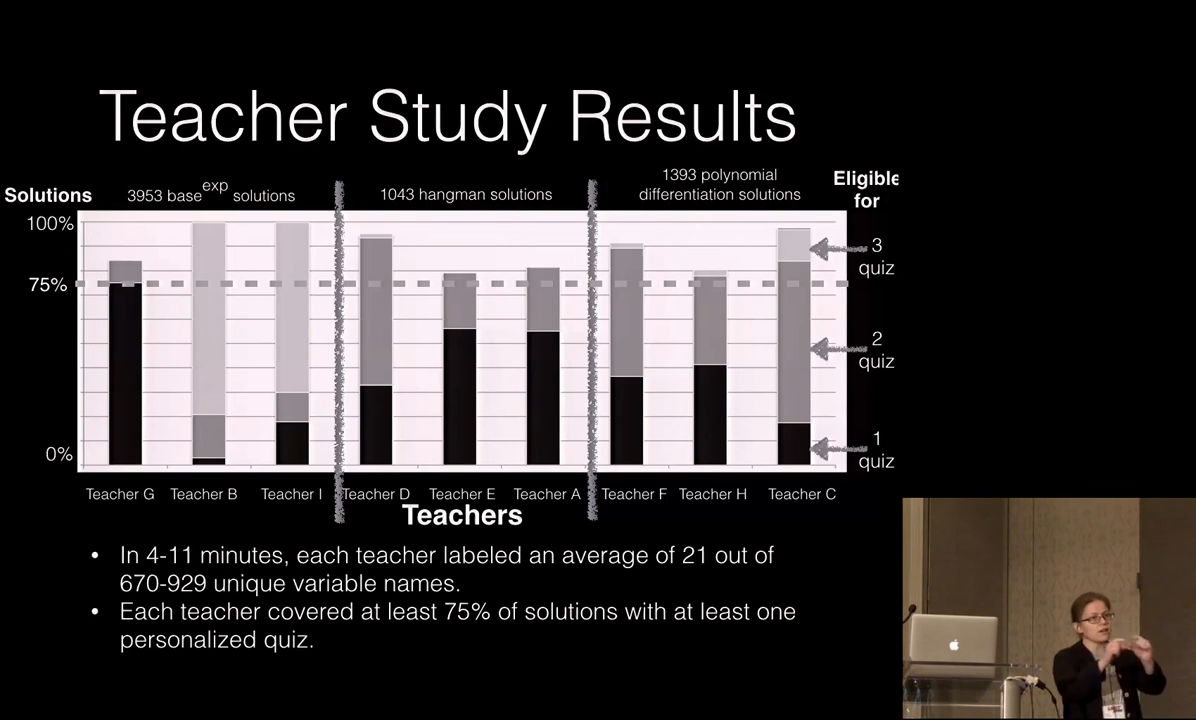 Teacher Study Results
Solutions
3953 base^exp solutions
1043 hangman solutions
1393 polynomial
differentiation solutions
Eligible
for
100%
75%
0%
3
quiz
2
quiz
1
quiz
Teacher G Teacher B Teacher I Teacher D Teacher E Teacher A Teacher F Teacher H Teacher C
Teachers
• In 4-11 minutes, each teacher labeled an average of 21 out of
670-929 unique variable names.
• Each teacher covered at least 75% of solutions with at least one
personalized quiz.